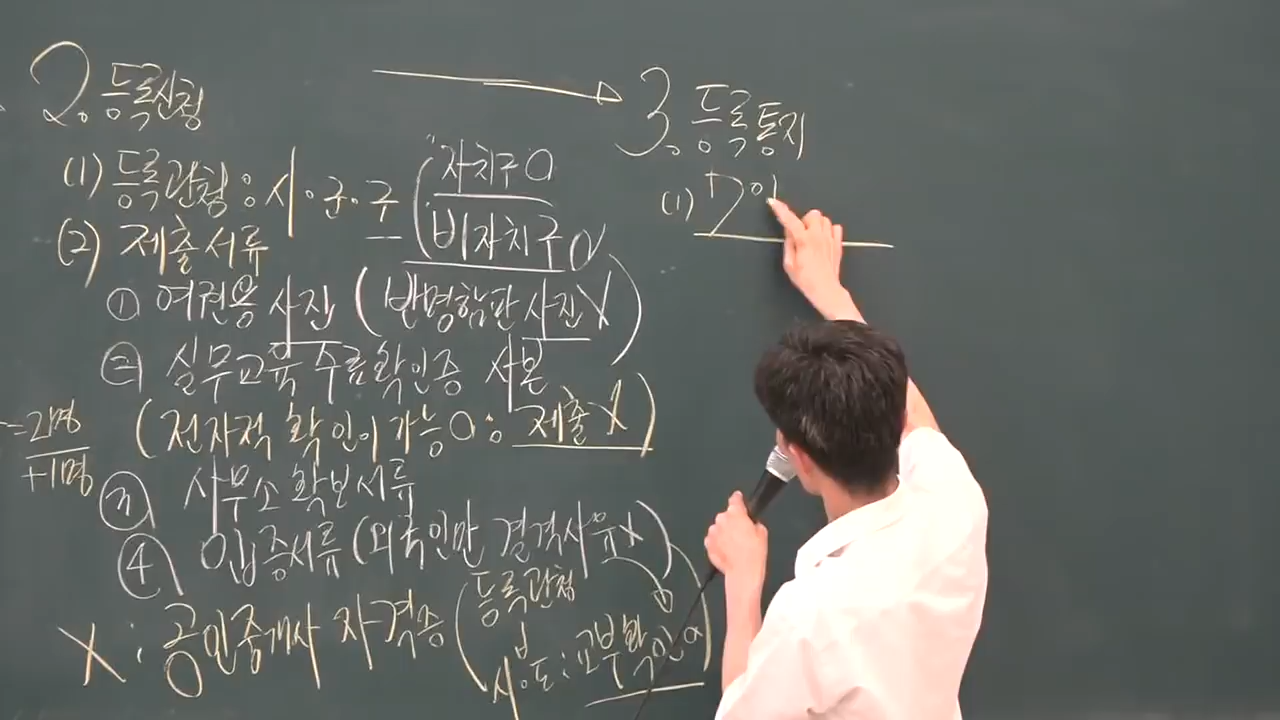 2. 등록신청
(1) 등록관청 : 시·군·구 (자치구 O
비자치구 O
(2) 제출서류
① 여권용 사진 (반명함판 사진 X)
② 실무교육 수료확인증 사본
(전자적 확인이 가능 O : 제출 X)
③ 사무소 확보서류
④ 입증서류 (외국인만 결격사유 X)
X : 공인중개사 자격증 (등록관청
시·도 : 교부확인 O)
=2명
+1명
3. 등록통지
(1) 7일